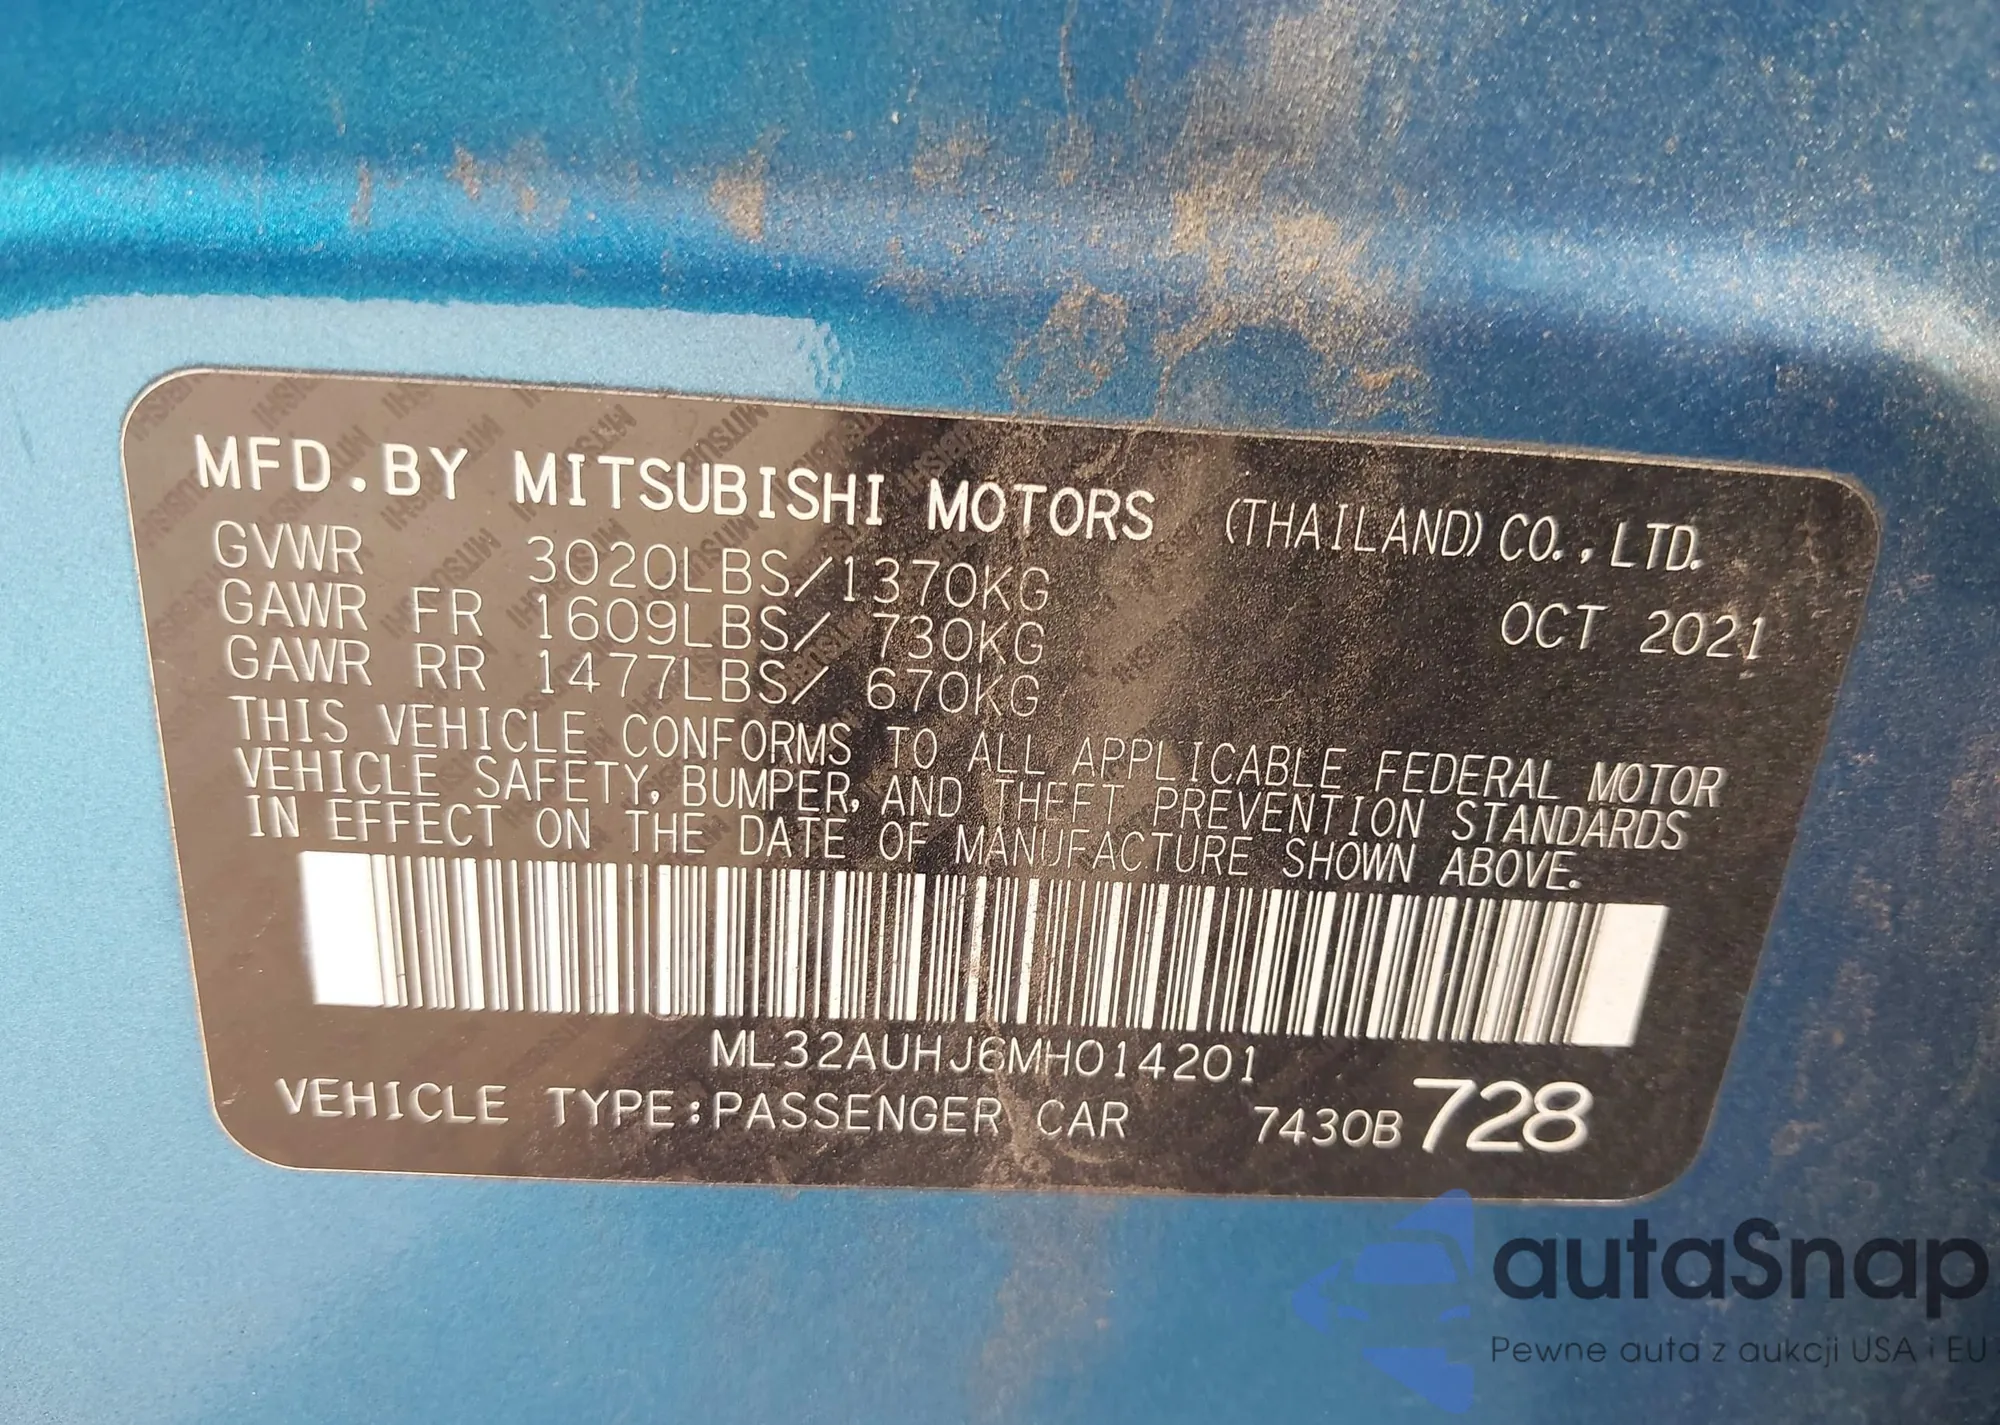 MFD.BY MITSUBISHI MOTORS (THAILAND) CO.,LTD.
GVWR 3020LBS/1370KG
GAWR FR 1609LBS/ 730KG OCT 2021
GAWR RR 1477LBS/ 670KG
THIS VEHICLE CONFORMS TO ALL APPLICABLE FEDERAL MOTOR
VEHICLE SAFETY, BUMPER, AND THEFT PREVENTION STANDARDS
IN EFFECT ON THE DATE OF MANUFACTURE SHOWN ABOVE.
ML32AUHJ6MH014201
VEHICLE TYPE:PASSENGER CAR 7430B 728
autaSnap
Pewne auta z aukcji USA i EU